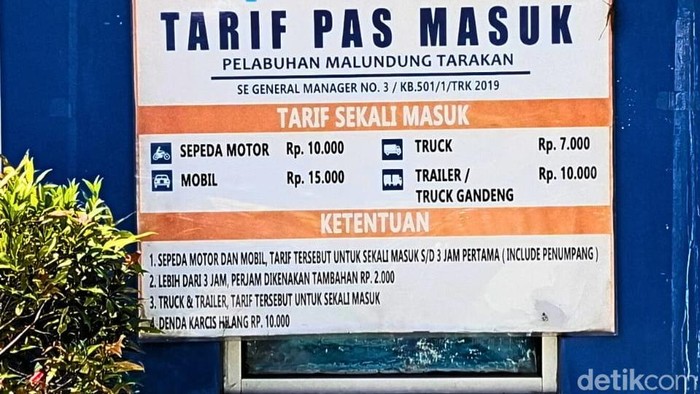 TARIF PAS MASUK
PELABUHAN MALUNDUNG TARAKAN
SE GENERAL MANAGER NO. 3 / KB.501/1/TRK 2019
TARIF SEKALI MASUK
SEPEDA MOTOR Rp. 10.000
MOBIL Rp. 15.000
TRUCK Rp. 7.000
TRAILER / Rp. 10.000
TRUCK GANDENG
KETENTUAN
1. SEPEDA MOTOR DAN MOBIL, TARIF TERSEBUT UNTUK SEKALI MASUK S/D 3 JAM PERTAMA ( INCLUDE PENUMPANG )
2. LEBIH DARI 3 JAM, PERJAM DIKENAKAN TAMBAHAN RP. 2.000
3. TRUCK & TRAILER, TARIF TERSEBUT UNTUK SEKALI MASUK
4. DENDA KARCIS HILANG RP. 10.000
detikcom